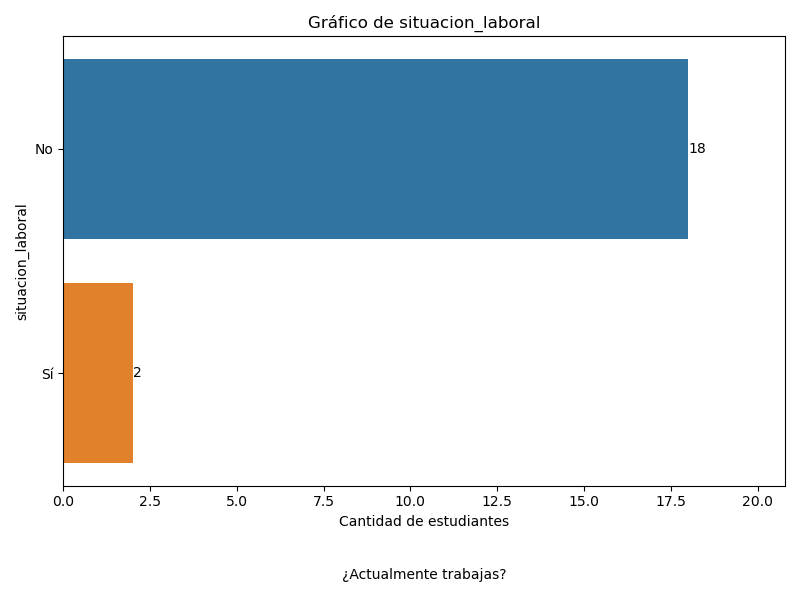 Gráfico de situacion_laboral
situacion_laboral
No
18
Sí
2
0.0 2.5 5.0 7.5 10.0 12.5 15.0 17.5 20.0
Cantidad de estudiantes
¿Actualmente trabajas?